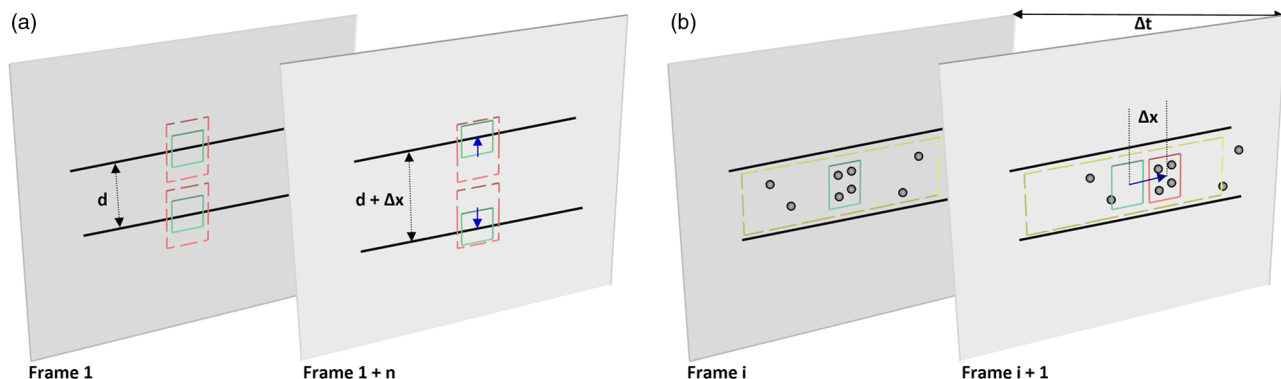 (a)
d
d + Δx
Frame 1
Frame 1 + n
(b)
Δt
Δx
Frame i
Frame i + 1